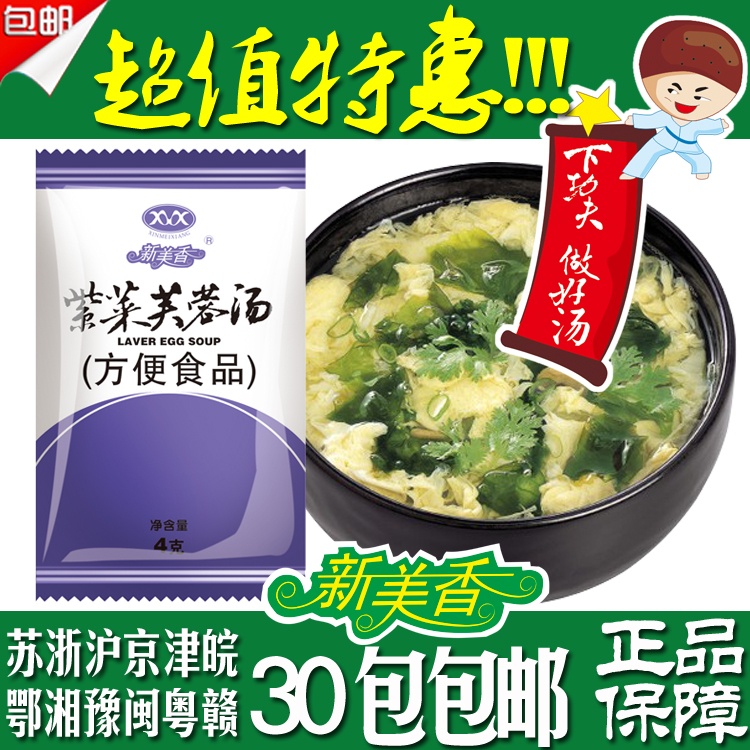 包邮
超值特惠!!!
下功夫
做好汤
XMX
XINMEIXIANG
新美香®
紫菜芙蓉汤
LAVER EGG SOUP
(方便食品)
净含量
4克
新美香
苏浙沪京津皖
鄂湘豫闽粤赣
30包包邮
正品
保障